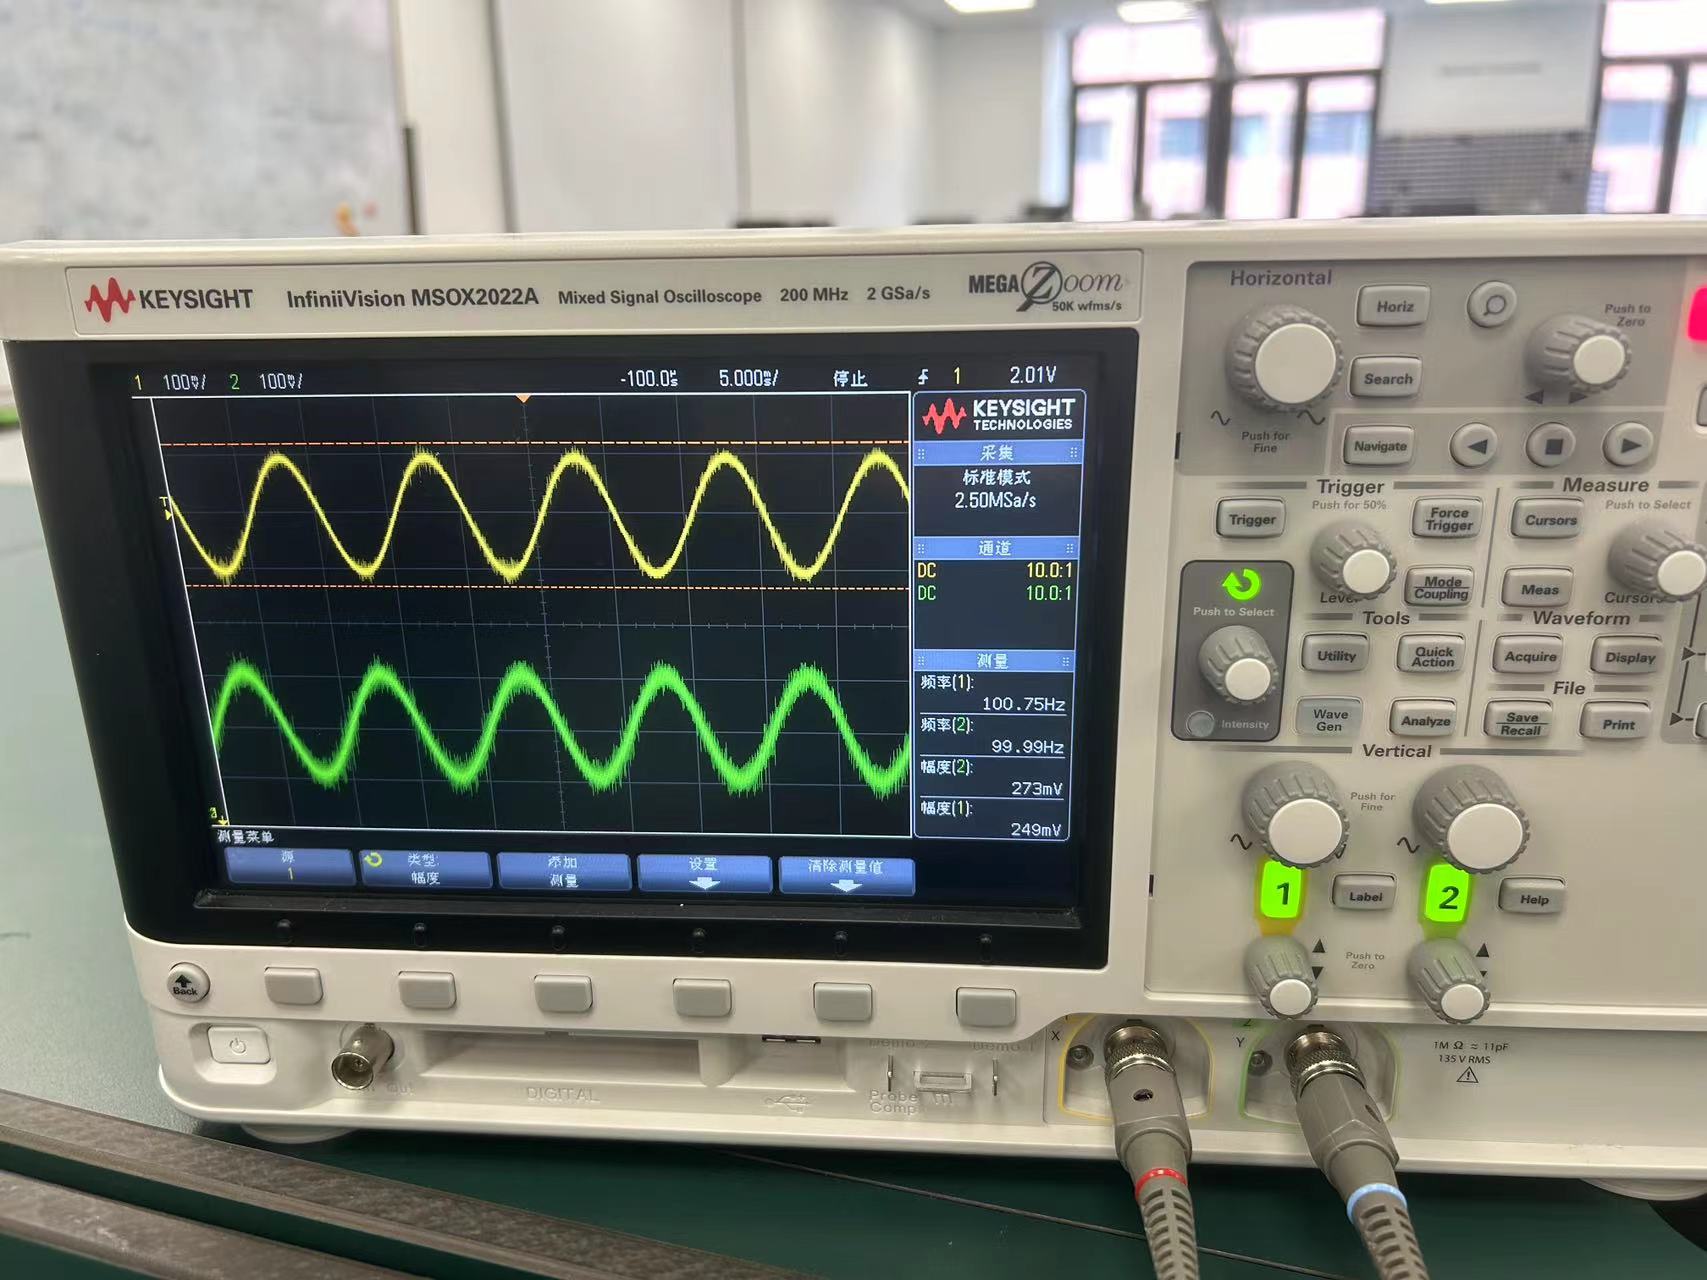 KEYSIGHT InfiniiVision MSOX2022A Mixed Signal Oscilloscope 200 MHz 2 GSa/s MEGA Zoom
50K wfms/s
1 100mV/ 2 100mV/ -100.0µs 5.000ms/ 停止 1 2.01V
KEYSIGHT
TECHNOLOGIES
采集
标准模式
2.50MSa/s
通道
DC 10.0:1
DC 10.0:1
测量
频率(1):
100.75Hz
频率(2):
99.99Hz
幅度(2):
273mV
幅度(1):
249mV
T
测量菜单
源
1
类型:
幅度
添加
测量
设置
清除测量值
Back
DIGITAL
Demo 2
Demo 1
Probe
Comp
Horizontal
Horiz
Push to
Zero
Search
Push for
Fine
Navigate
Trigger
Push for 50%
Trigger
Force
Trigger
Level
Mode
Coupling
Measure
Push to Select
Cursors
Meas
Cursors
Push to Select
Intensity
Tools
Utility
Quick
Action
Wave
Gen
Analyze
Waveform
Acquire
Display
File
Save
Recall
Print
Vertical
Push for
Fine
1
Label
2
Help
Push to
Zero
X
Y
1M Ω ≈ 11pF
135 V RMS